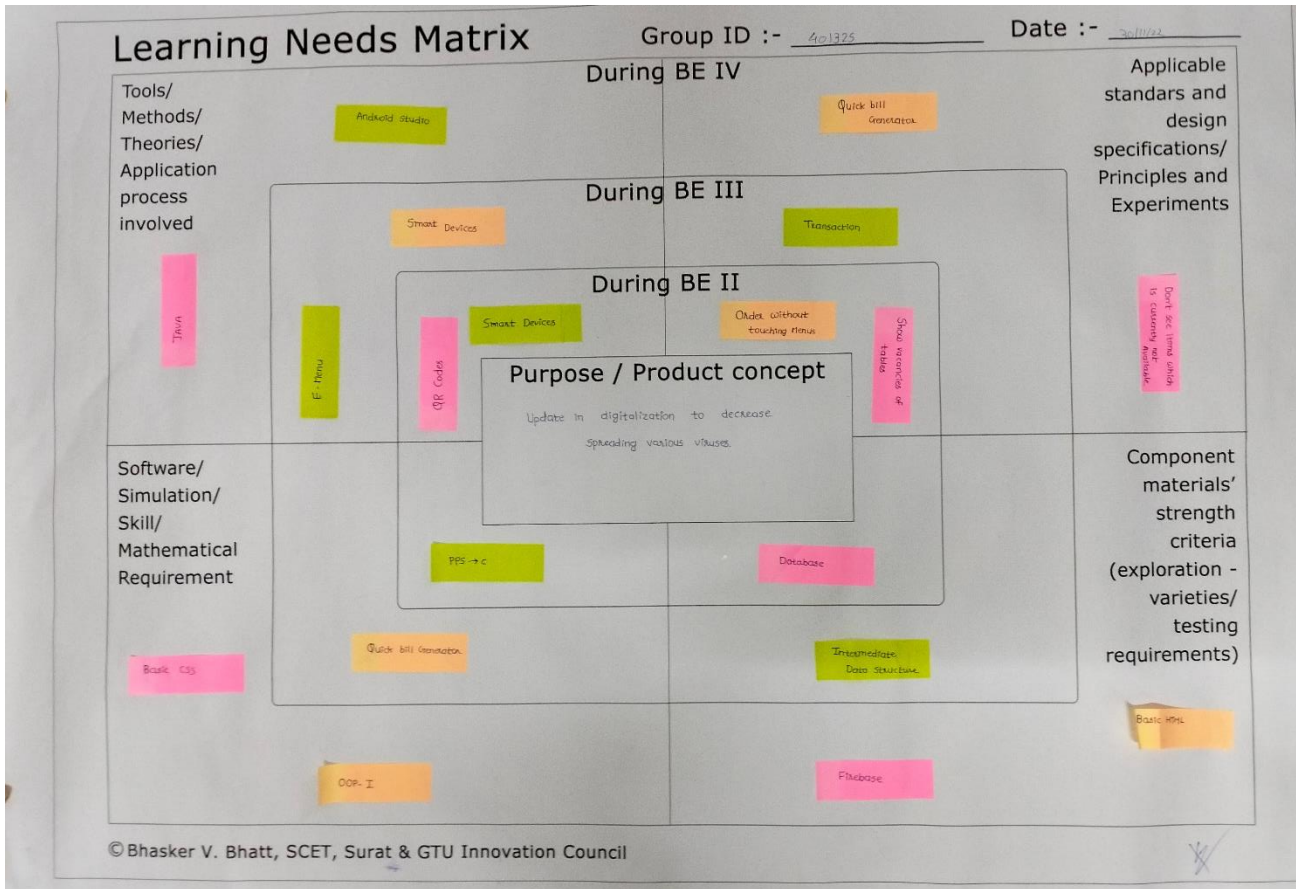 Learning Needs Matrix
Group ID :- 401325
Date :- 30/11/22
During BE IV
Tools/
Methods/
Theories/
Application
process
involved
Applicable
standars and
design
specifications/
Principles and
Experiments
Android Studio
Quick bill
Generator
During BE III
Smart Devices
Transaction
During BE II
JAVA
E-Menu
QR Codes
Smart Devices
Order without
touching Menus
Show vacancies of
tables
Don't see items which
is currently not
Available.
Purpose / Product concept
Update in digitalization to decrease
Spreading various viruses.
Software/
Simulation/
Skill/
Mathematical
Requirement
Component
materials’
strength
criteria
(exploration -
varieties/
testing
requirements)
PPS → C
Database
Quick bill Generator
Intermediate
Data Structure
Basic CSS
Basic HTML
OOP-I
Firebase
©Bhasker V. Bhatt, SCET, Surat & GTU Innovation Council